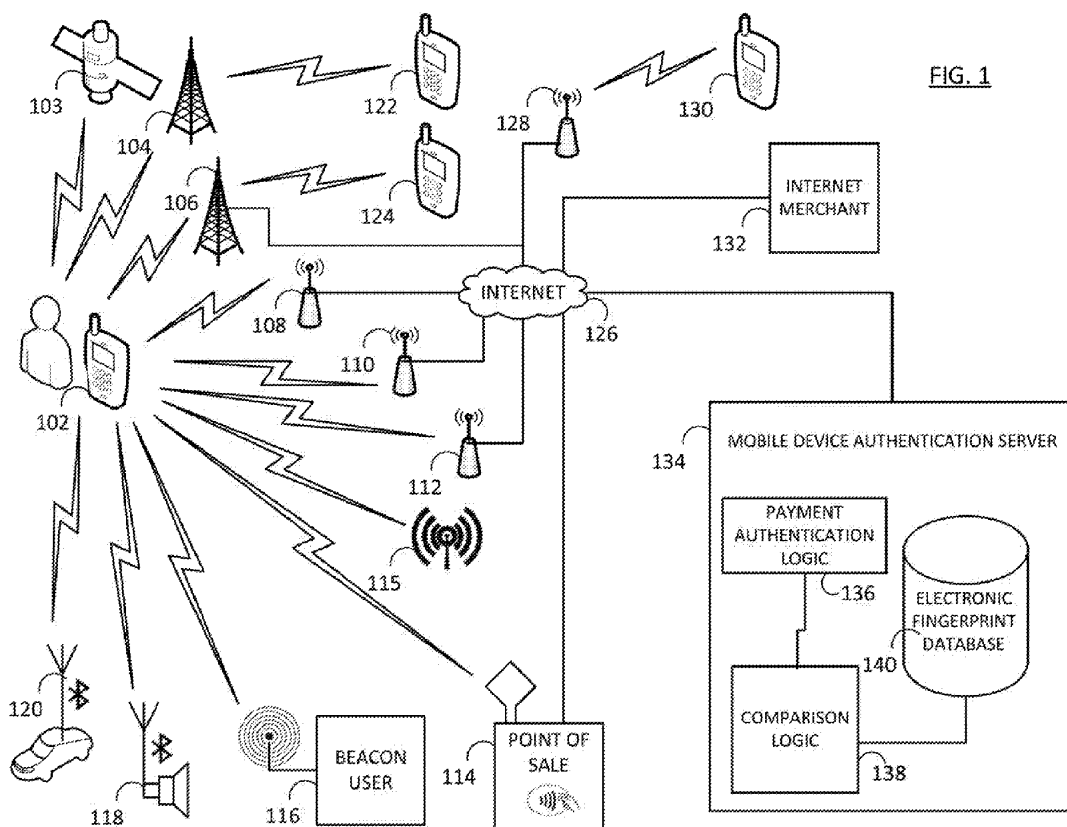 FIG. 1
103
104
122
128
130
106
124
INTERNET
MERCHANT
132
INTERNET
108
126
110
102
112
134
MOBILE DEVICE AUTHENTICATION SERVER
PAYMENT
AUTHENTICATION
LOGIC
136
115
ELECTRONIC
FINGERPRINT
DATABASE
140
120
COMPARISON
LOGIC
138
118
116
BEACON
USER
114
POINT OF
SALE